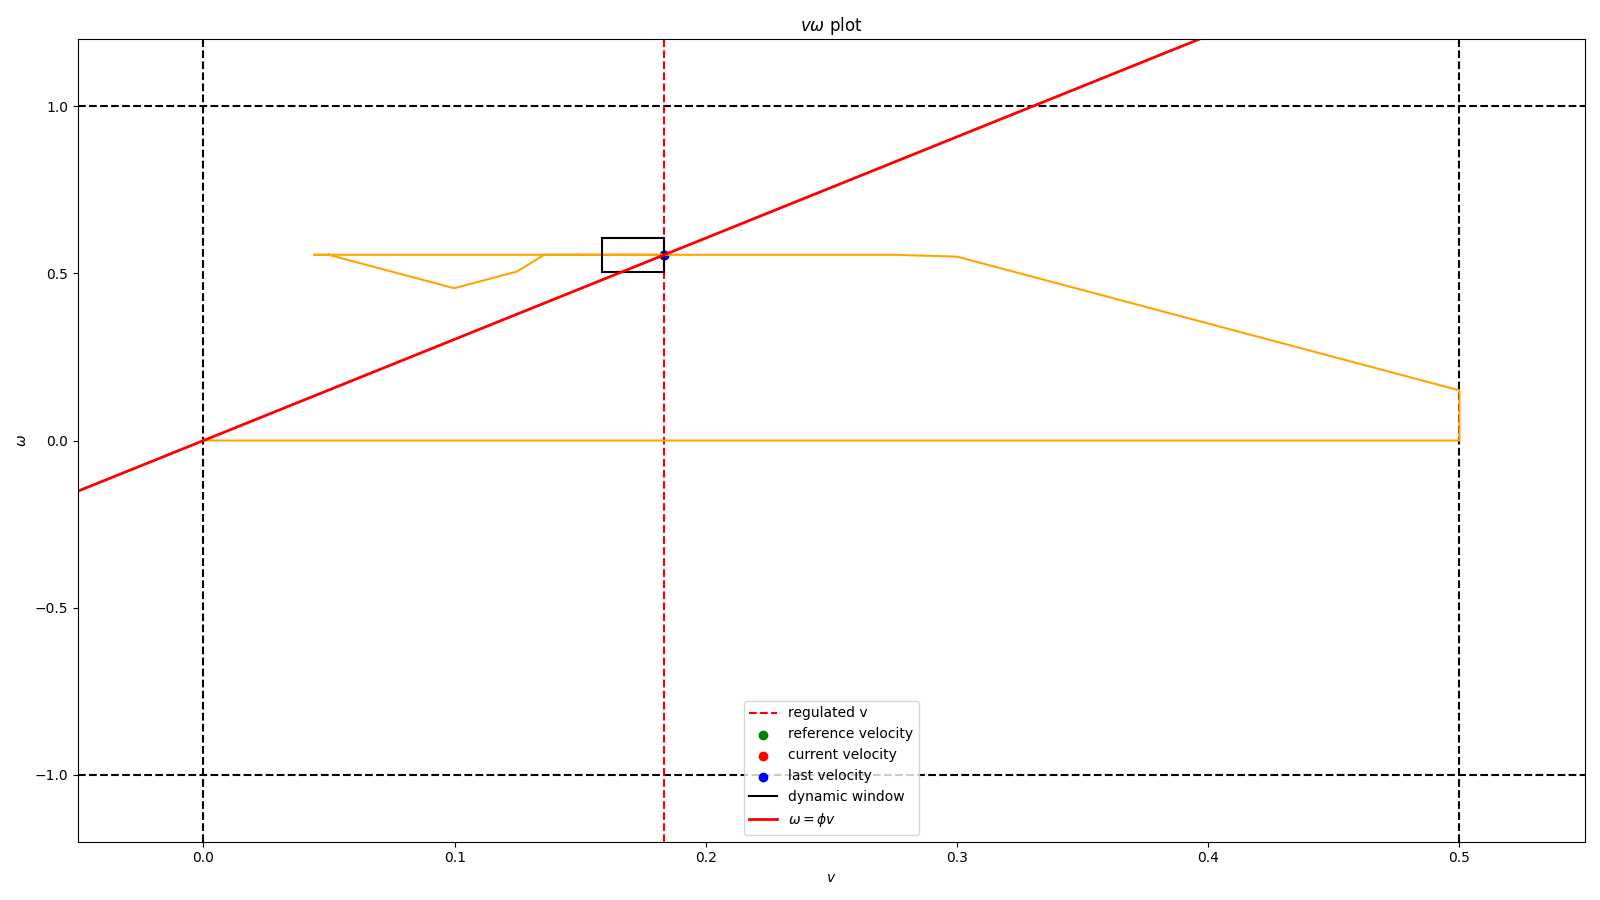 vω plot
1.0
0.5
0.0
−0.5
−1.0
ω
0.0 0.1 0.2 0.3 0.4 0.5
v
regulated v
reference velocity
current velocity
last velocity
dynamic window
ω = ϕv